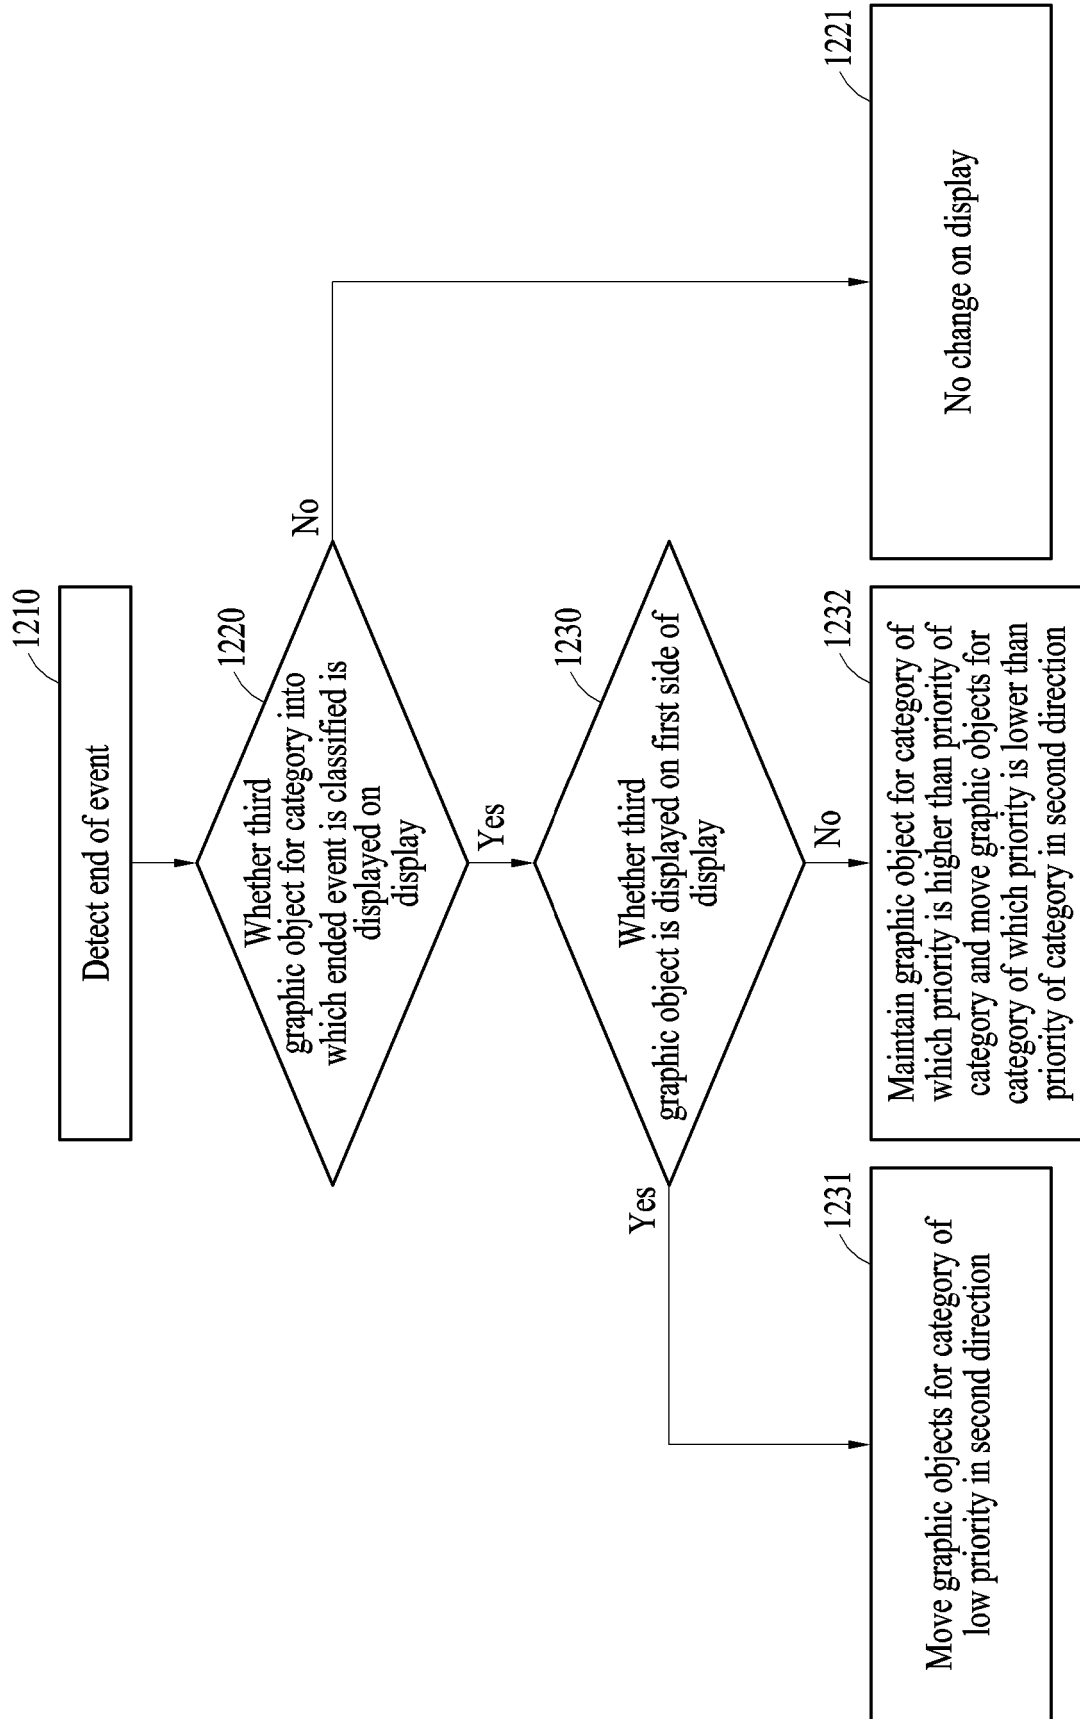 1210
Detect end of event
1220
Whether third
graphic object for category into
which ended event is classified is
displayed on
display
No
Yes
1230
Whether third
graphic object is displayed on first side of
display
Yes
No
1231
Move graphic objects for category of
low priority in second direction
1232
Maintain graphic object for category of
which priority is higher than priority of
category and move graphic objects for
category of which priority is lower than
priority of category in second direction
1221
No change on display